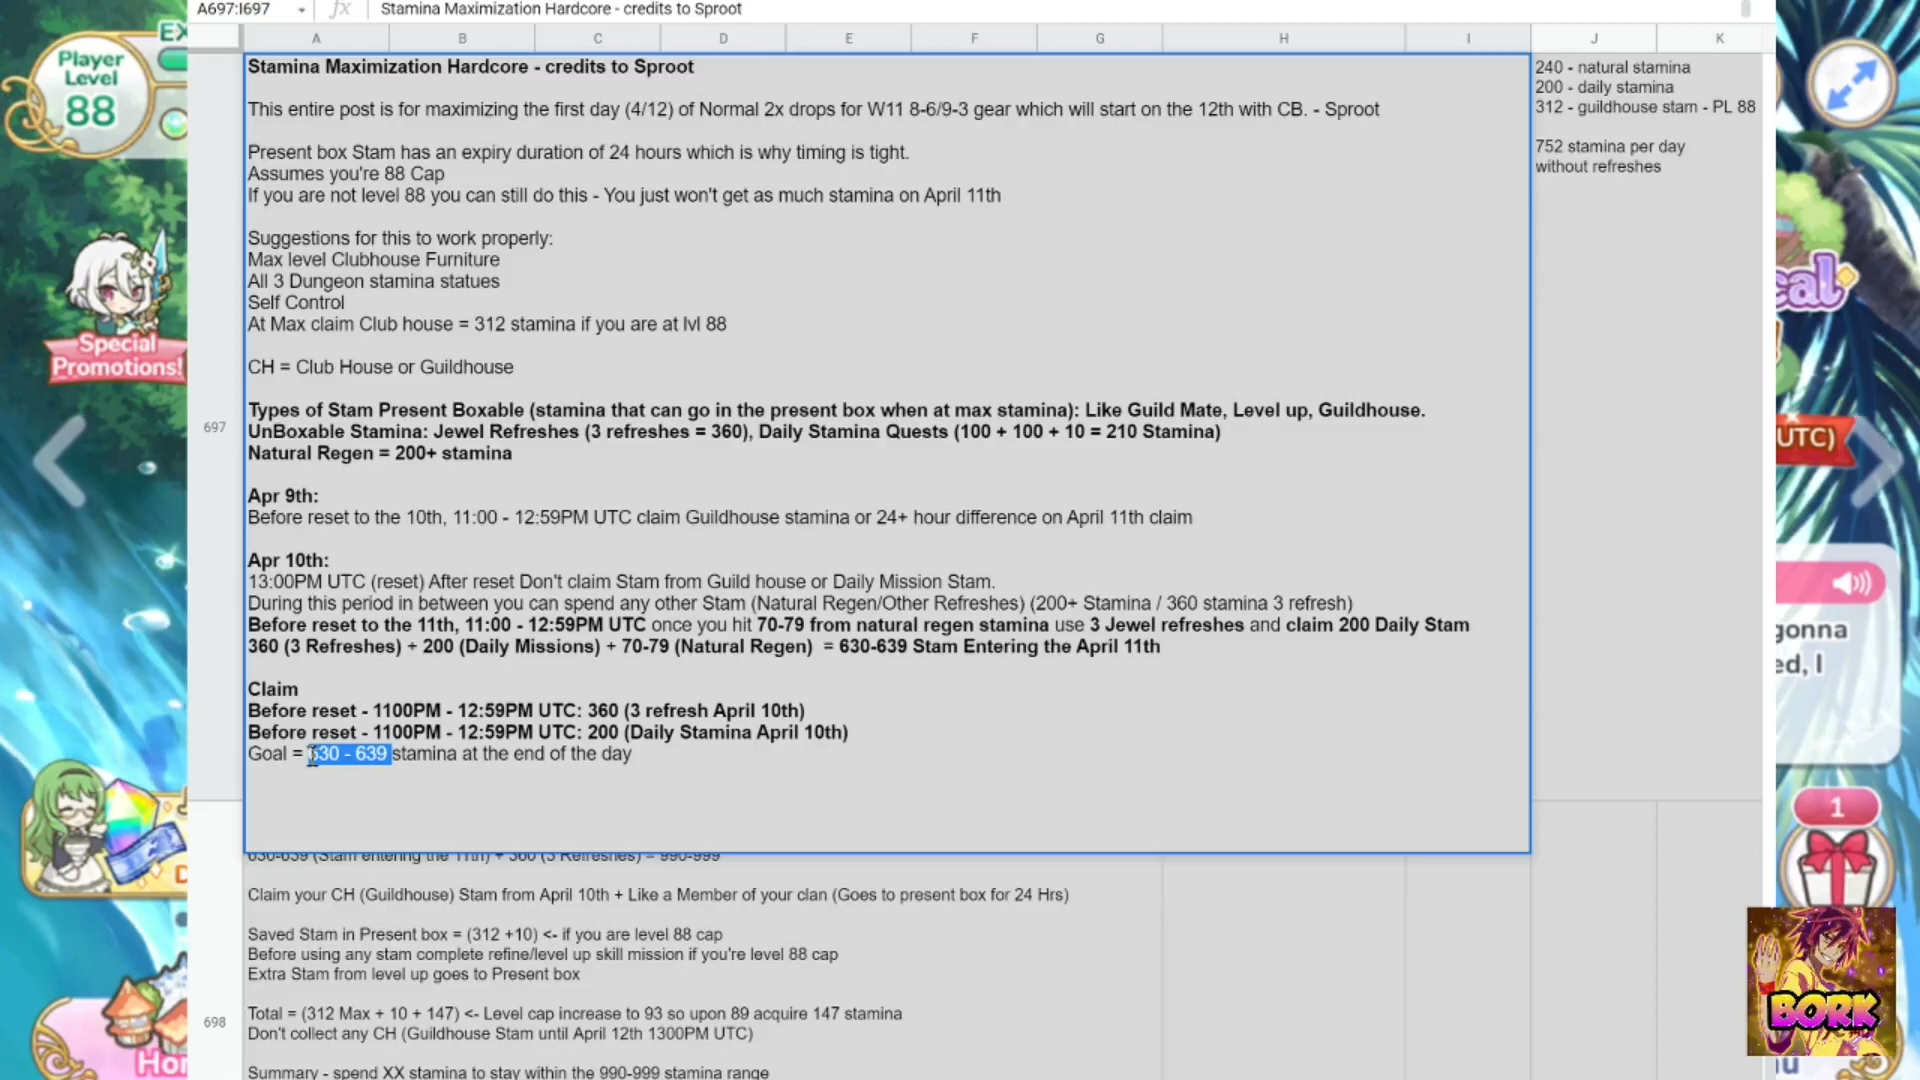 A697:I697
fx
Stamina Maximization Hardcore - credits to Sproot
A B C D E F G H I J K
697
Stamina Maximization Hardcore - credits to Sproot
This entire post is for maximizing the first day (4/12) of Normal 2x drops for W11 8-6/9-3 gear which will start on the 12th with CB. - Sproot
Present box Stam has an expiry duration of 24 hours which is why timing is tight.
Assumes you're 88 Cap
If you are not level 88 you can still do this - You just won't get as much stamina on April 11th
Suggestions for this to work properly:
Max level Clubhouse Furniture
All 3 Dungeon stamina statues
Self Control
At Max claim Club house = 312 stamina if you are at lvl 88
CH = Club House or Guildhouse
Types of Stam Present Boxable (stamina that can go in the present box when at max stamina): Like Guild Mate, Level up, Guildhouse.
UnBoxable Stamina: Jewel Refreshes (3 refreshes = 360), Daily Stamina Quests (100 + 100 + 10 = 210 Stamina)
Natural Regen = 200+ stamina
Apr 9th:
Before reset to the 10th, 11:00 - 12:59PM UTC claim Guildhouse stamina or 24+ hour difference on April 11th claim
Apr 10th:
13:00PM UTC (reset) After reset Don't claim Stam from Guild house or Daily Mission Stam.
During this period in between you can spend any other Stam (Natural Regen/Other Refreshes) (200+ Stamina / 360 stamina 3 refresh)
Before reset to the 11th, 11:00 - 12:59PM UTC once you hit 70-79 from natural regen stamina use 3 Jewel refreshes and claim 200 Daily Stam
360 (3 Refreshes) + 200 (Daily Missions) + 70-79 (Natural Regen) = 630-639 Stam Entering the April 11th
Claim
Before reset - 1100PM - 12:59PM UTC: 360 (3 refresh April 10th)
Before reset - 1100PM - 12:59PM UTC: 200 (Daily Stamina April 10th)
Goal = 630 - 639 stamina at the end of the day
240 - natural stamina
200 - daily stamina
312 - guildhouse stam - PL 88
752 stamina per day
without refreshes
698
630-639 (Stam entering the 11th) + 360 (3 Refreshes) = 990-999
Claim your CH (Guildhouse) Stam from April 10th + Like a Member of your clan (Goes to present box for 24 Hrs)
Saved Stam in Present box = (312 +10) <- if you are level 88 cap
Before using any stam complete refine/level up skill mission if you're level 88 cap
Extra Stam from level up goes to Present box
Total = (312 Max + 10 + 147) <- Level cap increase to 93 so upon 89 acquire 147 stamina
Don't collect any CH (Guildhouse Stam until April 12th 1300PM UTC)
Summary - spend XX stamina to stay within the 990-999 stamina range
Player
Level
88
EX
Special
Promotions!
D
Hor
cal
UTC)
gonna
ed, I
1
BORK
nu